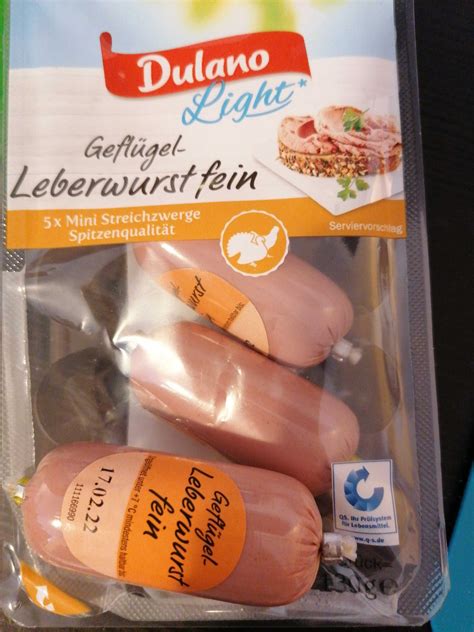 Dulano
Light*
Geflügel-
Leberwurst fein
5 x Mini Streichzwerge
Spitzenqualität
Serviervorschlag
17.02.22
11166990
Geflügel-
Leberwurst
fein
QS. Ihr Prüfsystem
für Lebensmittel.
www.q-s.de